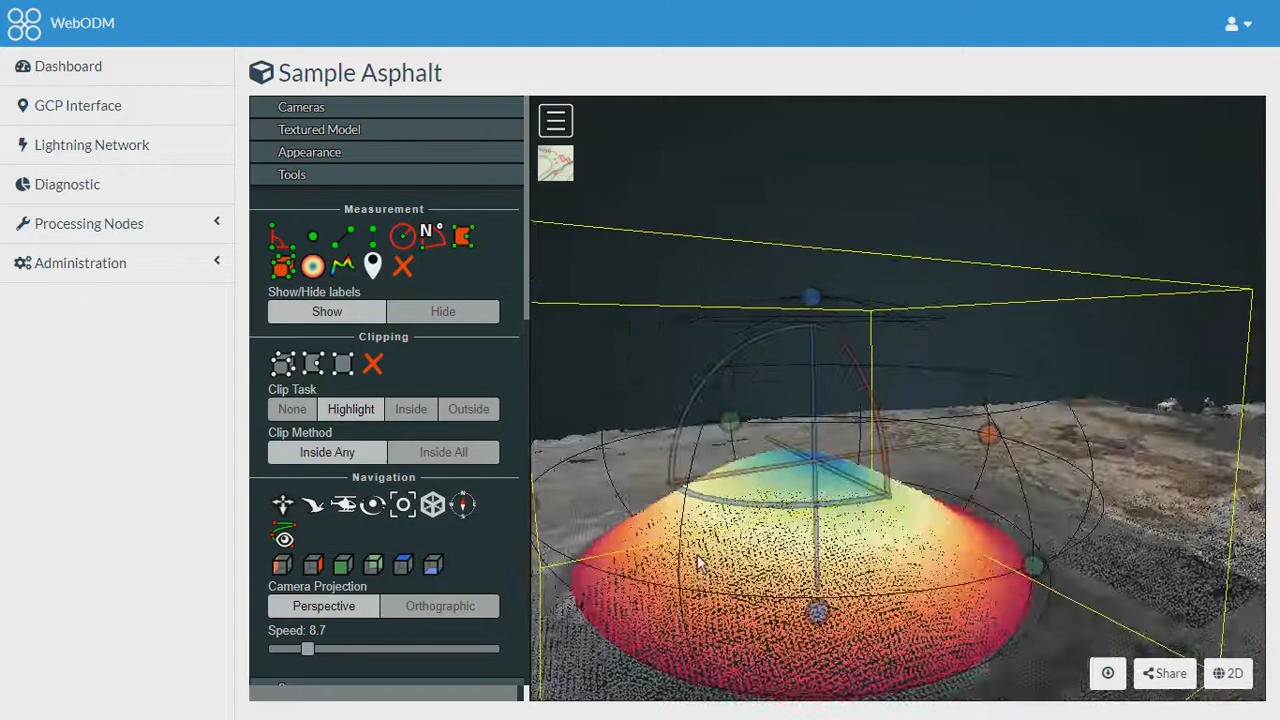 WebODM
Dashboard
GCP Interface
Lightning Network
Diagnostic
Processing Nodes
Administration
Sample Asphalt
Cameras
Textured Model
Appearance
Tools
Measurement
N°
Show/Hide labels
Show Hide
Clipping
Clip Task
None Highlight Inside Outside
Clip Method
Inside Any Inside All
Navigation
N
Camera Projection
Perspective Orthographic
Speed: 8.7
Share
2D